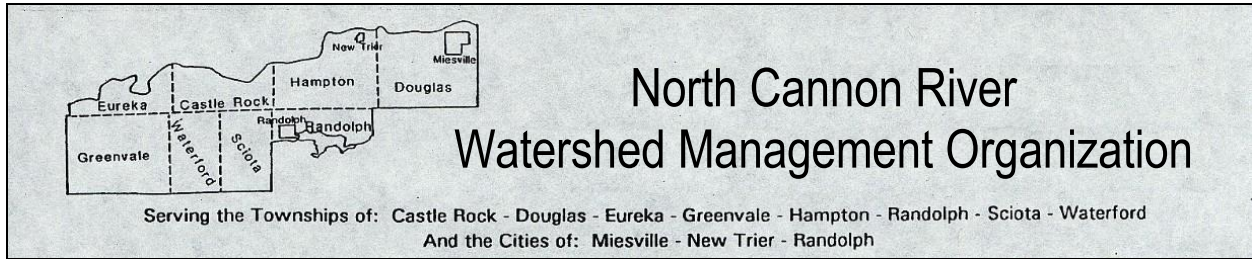 New Trier
Miesville
Hampton
Douglas
Eureka
Castle Rock
Randolph
Randolph
Greenvale
Waterford
Sciota
North Cannon River
Watershed Management Organization
Serving the Townships of: Castle Rock - Douglas - Eureka - Greenvale - Hampton - Randolph - Sciota - Waterford
And the Cities of: Miesville - New Trier - Randolph